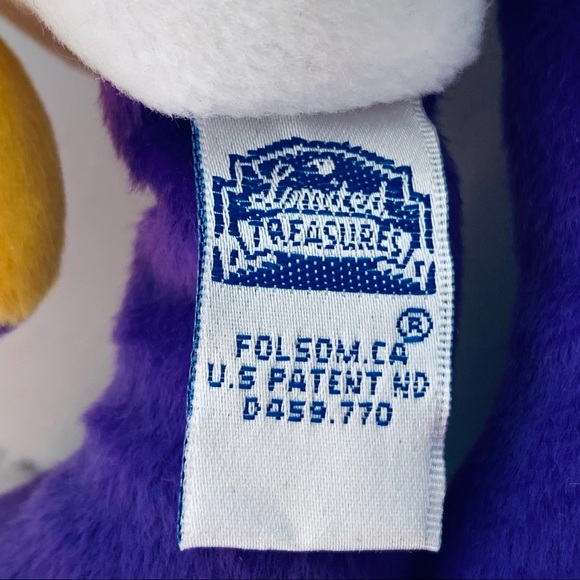 Limited
TREASURES
®
FOLSOM.CA
U.S PATENT NO
D459.770